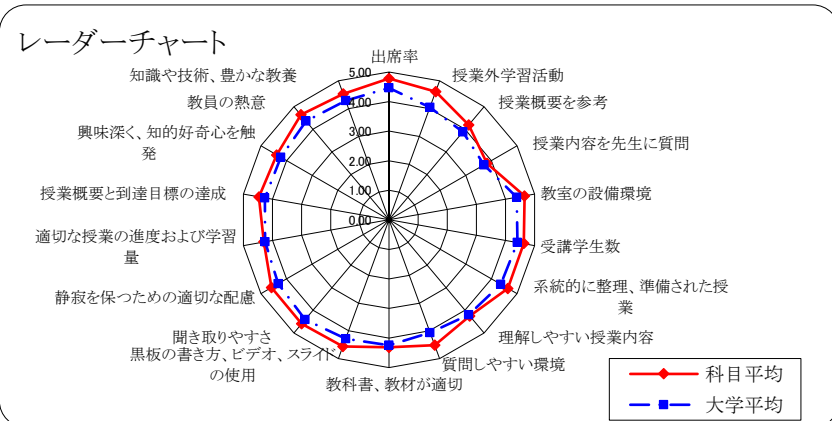 レーダーチャート
出席率
授業外学習活動
授業概要を参考
授業内容を先生に質問
教室の設備環境
受講学生数
系統的に整理、準備された授
業
理解しやすい授業内容
質問しやすい環境
教科書、教材が適切
黒板の書き方、ビデオ、スライド
の使用
聞き取りやすさ
静寂を保つための適切な配慮
適切な授業の進度および学習
量
授業概要と到達目標の達成
興味深く、知的好奇心を触
発
教員の熱意
知識や技術、豊かな教養
5.00
4.00
3.00
2.00
1.00
0.00
科目平均
大学平均